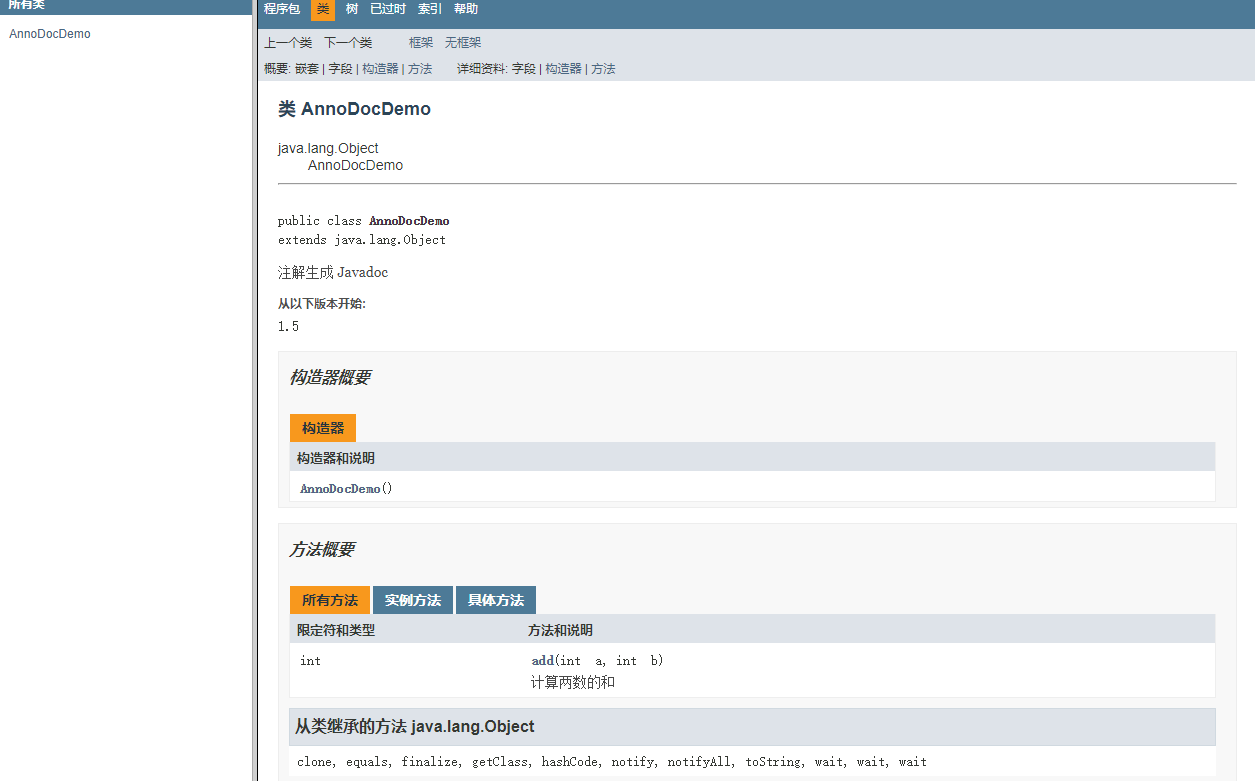 所有类
AnnoDocDemo
程序包 类 树 已过时 索引 帮助
上一个类 下一个类 框架 无框架
概要: 嵌套 | 字段 | 构造器 | 方法 详细资料: 字段 | 构造器 | 方法
类 AnnoDocDemo
java.lang.Object
AnnoDocDemo
public class AnnoDocDemo
extends java.lang.Object
注解生成 Javadoc
从以下版本开始:
1.5
构造器概要
构造器
构造器和说明
AnnoDocDemo()
方法概要
所有方法 实例方法 具体方法
限定符和类型 方法和说明
int add(int a, int b)
计算两数的和
从类继承的方法 java.lang.Object
clone, equals, finalize, getClass, hashCode, notify, notifyAll, toString, wait, wait, wait